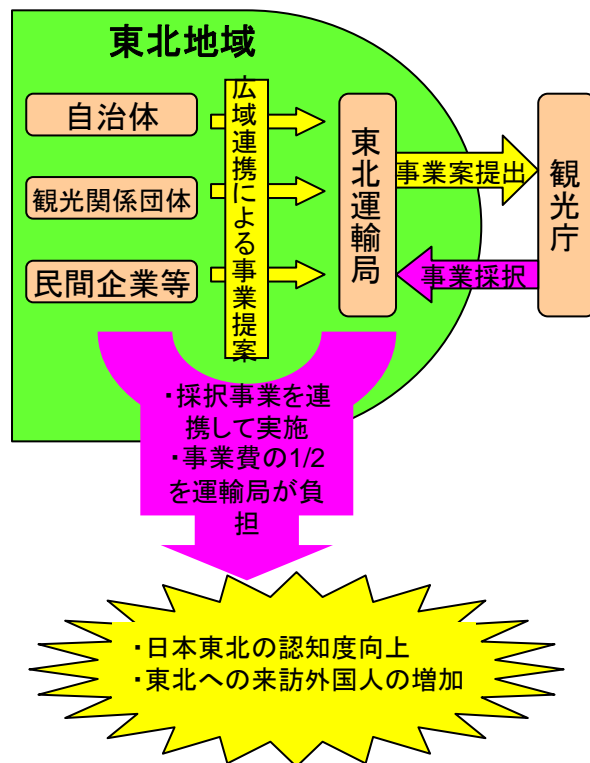 東北地域
自治体
観光関係団体
民間企業等
広域連携による事業提案
東北運輸局
事業案提出
事業採択
観光庁
・採択事業を連
携して実施
・事業費の1/2
を運輸局が負
担
・日本東北の認知度向上
・東北への来訪外国人の増加